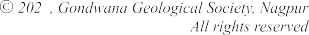 © 202 , Gondwana Geological Society, Nagpur
All rights reserved